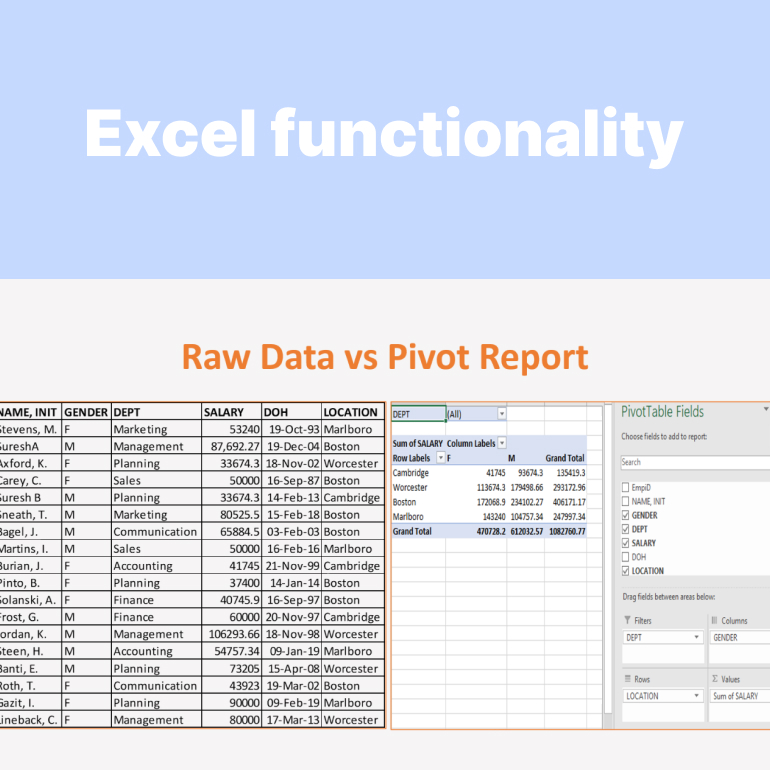 Excel functionality
Raw Data vs Pivot Report
NAME, INIT GENDER DEPT SALARY DOH LOCATION
Stevens, M. F Marketing 53240 19-Oct-93 Marlboro
SureshA M Management 87,692.27 19-Dec-04 Boston
Axford, K. F Planning 33674.3 18-Nov-02 Worcester
Carey, C. F Sales 50000 16-Sep-87 Boston
Suresh B M Planning 33674.3 14-Feb-13 Cambridge
Sneath, T. M Marketing 80525.5 15-Feb-18 Boston
Bagel, J. M Communication 65884.5 03-Feb-03 Boston
Martins, I. M Sales 50000 16-Feb-16 Marlboro
Burian, J. F Accounting 41745 21-Nov-99 Cambridge
Pinto, B. F Planning 37400 14-Jan-14 Boston
Solanski, A. F Finance 40745.9 16-Sep-97 Boston
Frost, G. M Finance 60000 20-Nov-97 Cambridge
Jordan, K. M Management 106293.66 18-Nov-98 Worcester
Steen, H. M Accounting 54757.34 09-Jan-19 Marlboro
Banti, E. M Planning 73205 15-Apr-08 Worcester
Roth, T. F Communication 43923 19-Mar-02 Boston
Gazit, I. F Planning 90000 09-Feb-19 Marlboro
Lineback, C. F Management 80000 17-Mar-13 Worcester
DEPT (All)
Sum of SALARY Column Labels
Row Labels F M Grand Total
Cambridge 41745 93674.3 135419.3
Worcester 113674.3 179498.66 293172.96
Boston 172068.9 234102.27 406171.17
Marlboro 143240 104757.34 247997.34
Grand Total 470728.2 612032.57 1082760.77
PivotTable Fields
Choose fields to add to report:
Search
EmpID
NAME, INIT
GENDER
DEPT
SALARY
DOH
LOCATION
Drag fields between areas below:
Filters Columns
DEPT GENDER
Rows Σ Values
LOCATION Sum of SALARY